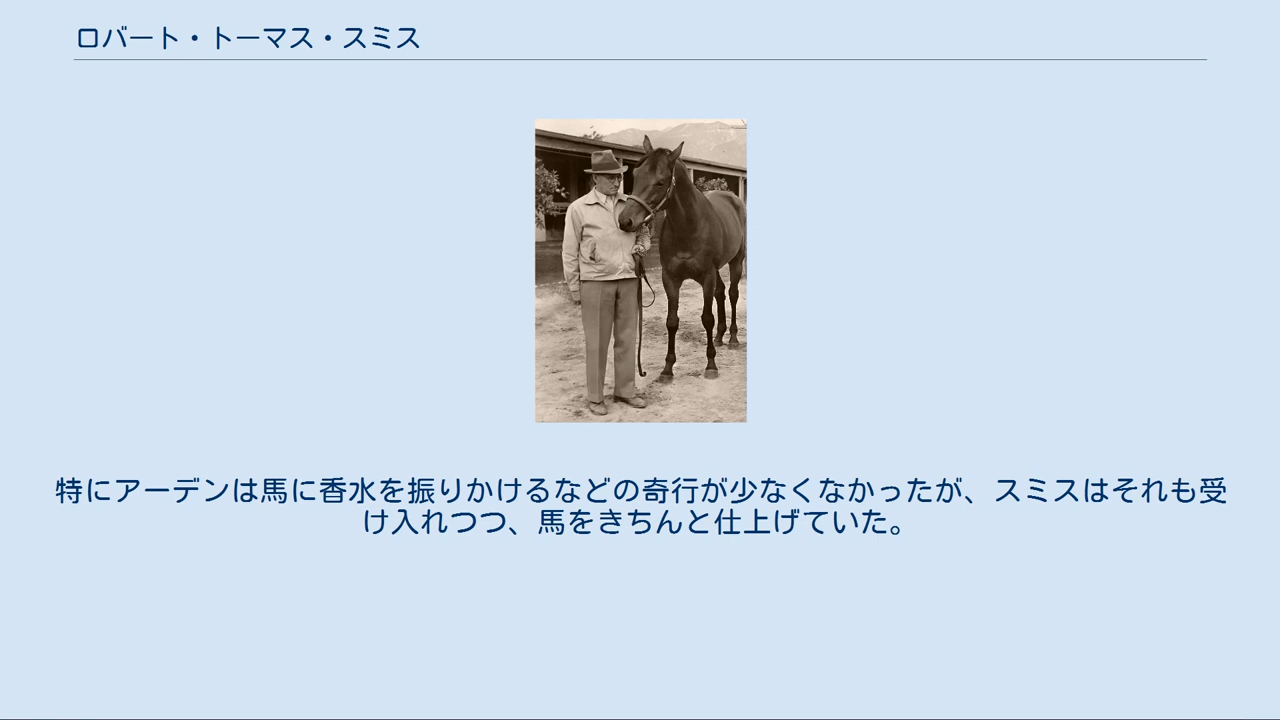 ロバート・トーマス・スミス
特にアーデンは馬に香水を振りかけるなどの奇行が少なくなかったが、スミスはそれも受
け入れつつ、馬をきちんと仕上げていた。